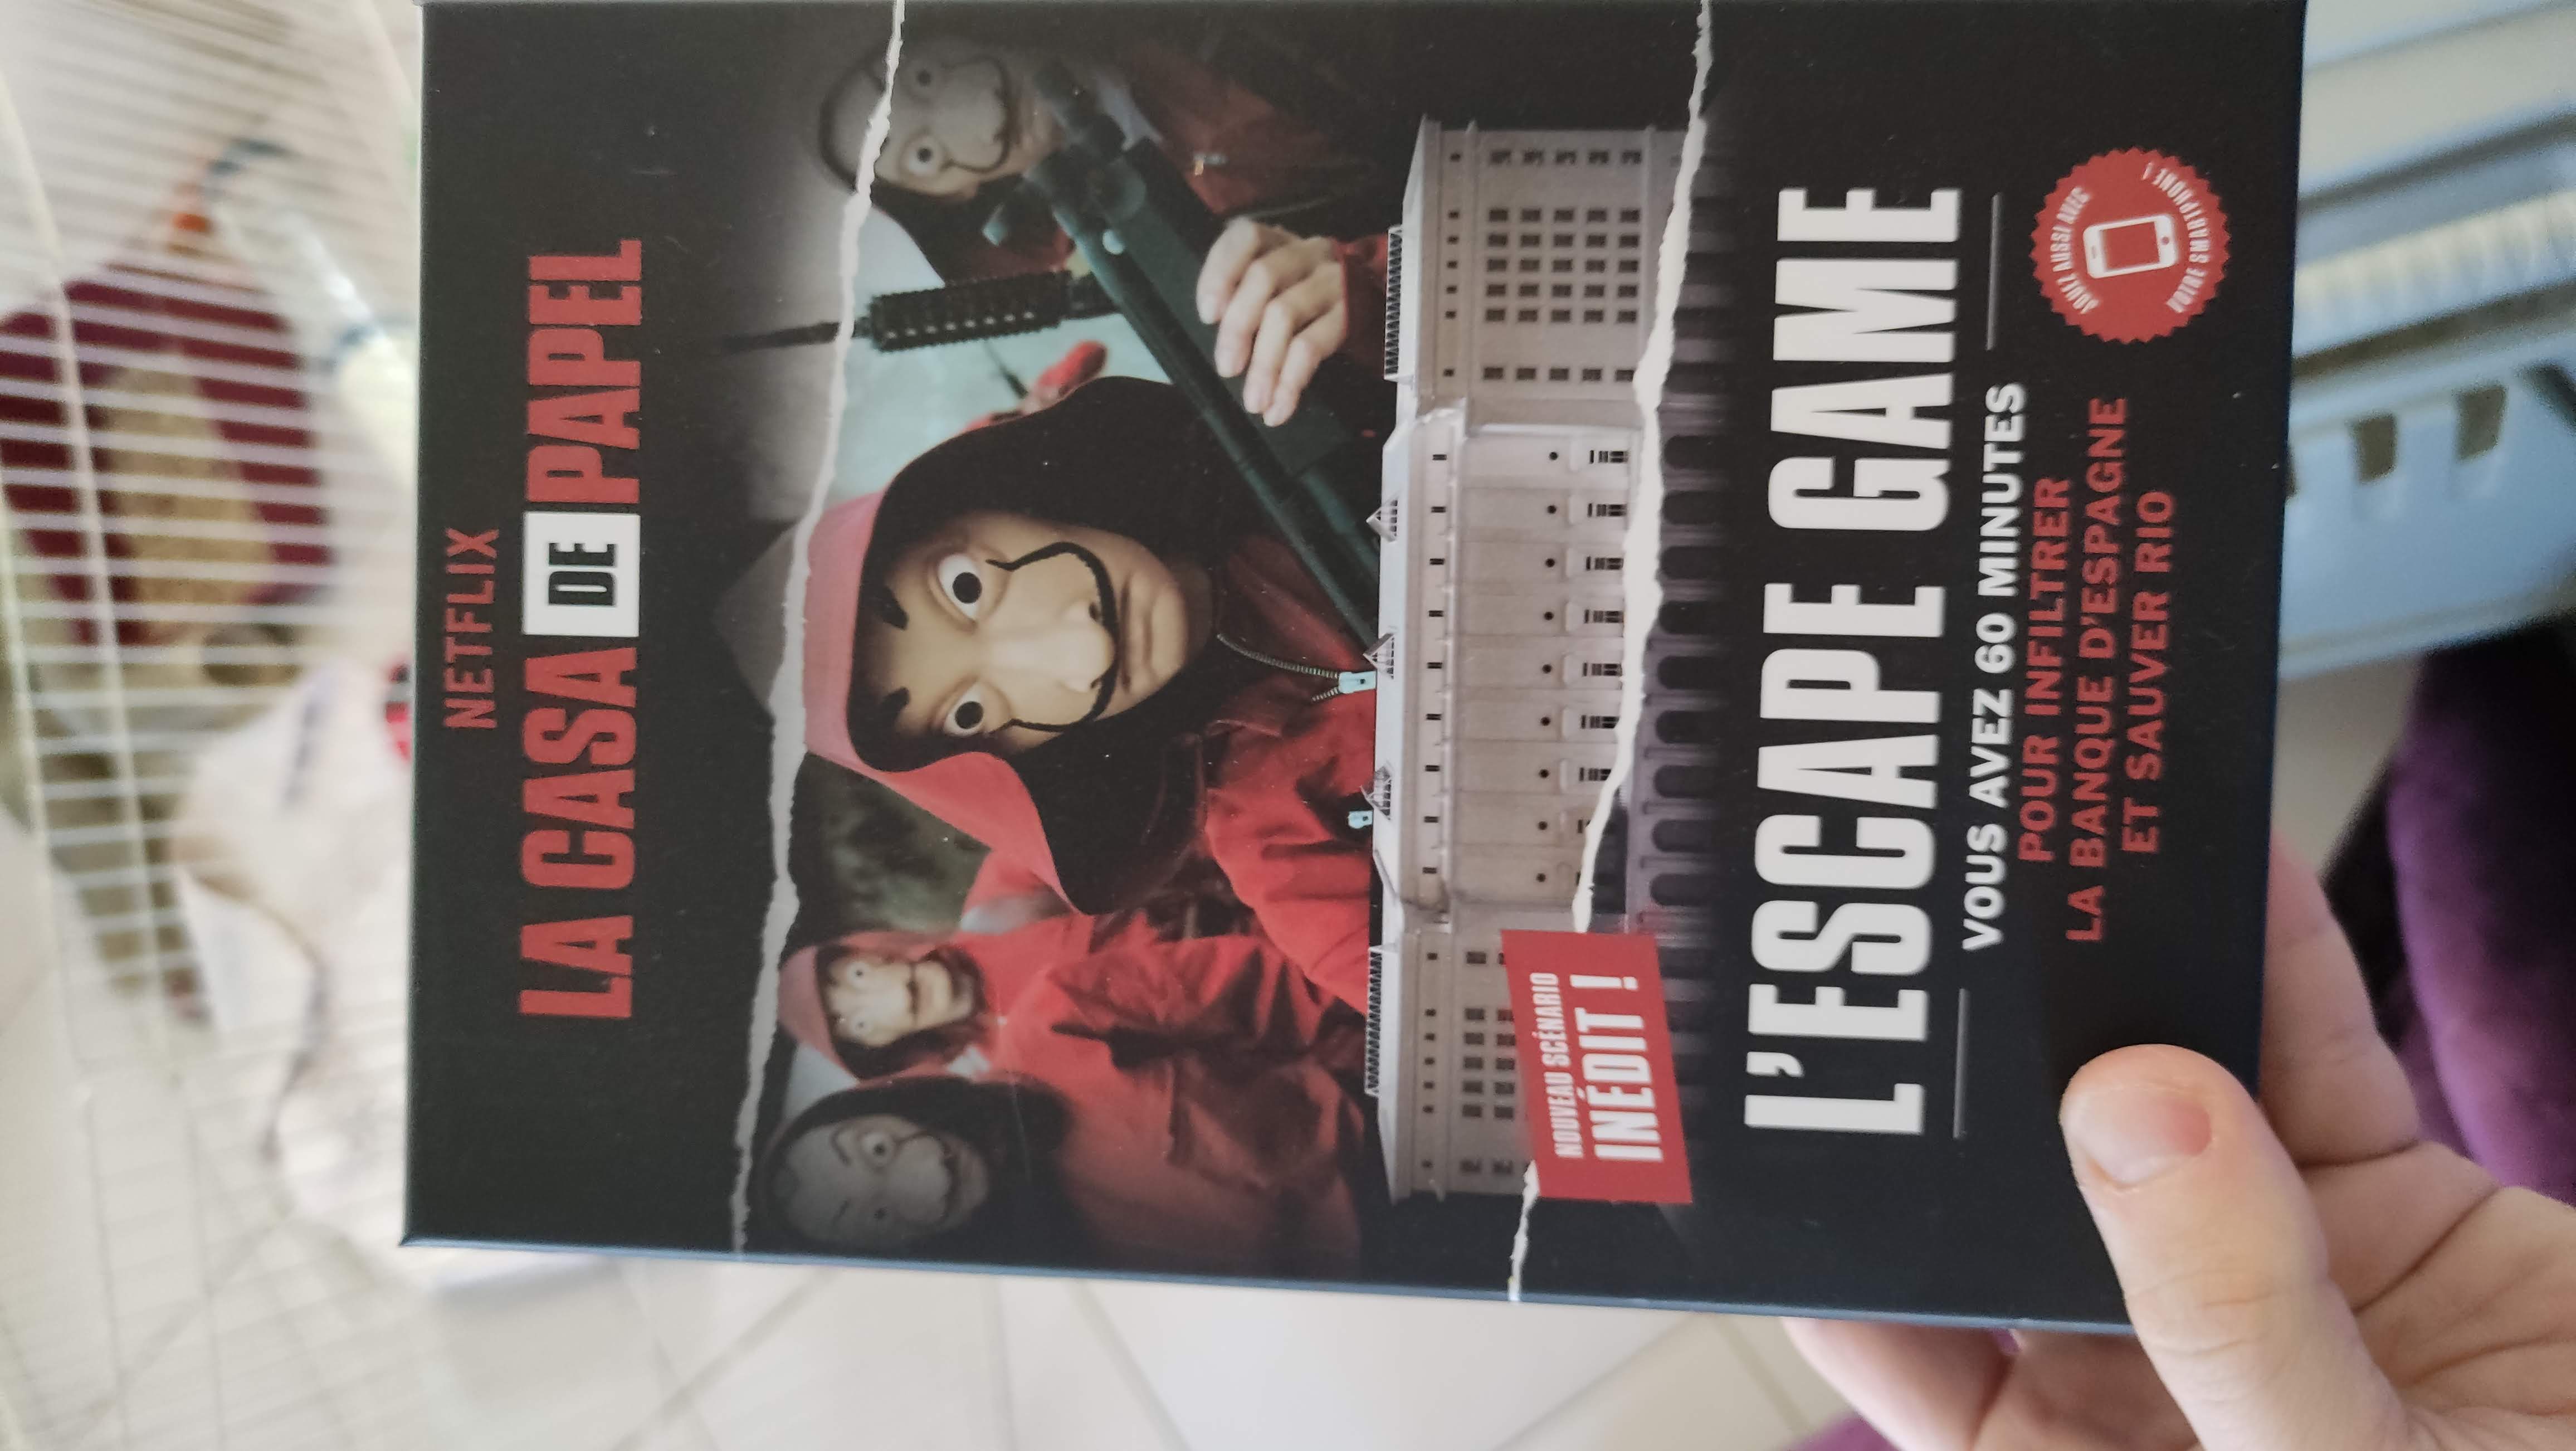 NETFLIX
LA CASA DE PAPEL
NOUVEAU SCÉNARIO
INÉDIT !
L'ESCAPE GAME
VOUS AVEZ 60 MINUTES
POUR INFILTRER
LA BANQUE D'ESPAGNE
ET SAUVER RIO
JOUEZ AUSSI AVEC
VOTRE SMARTPHONE !